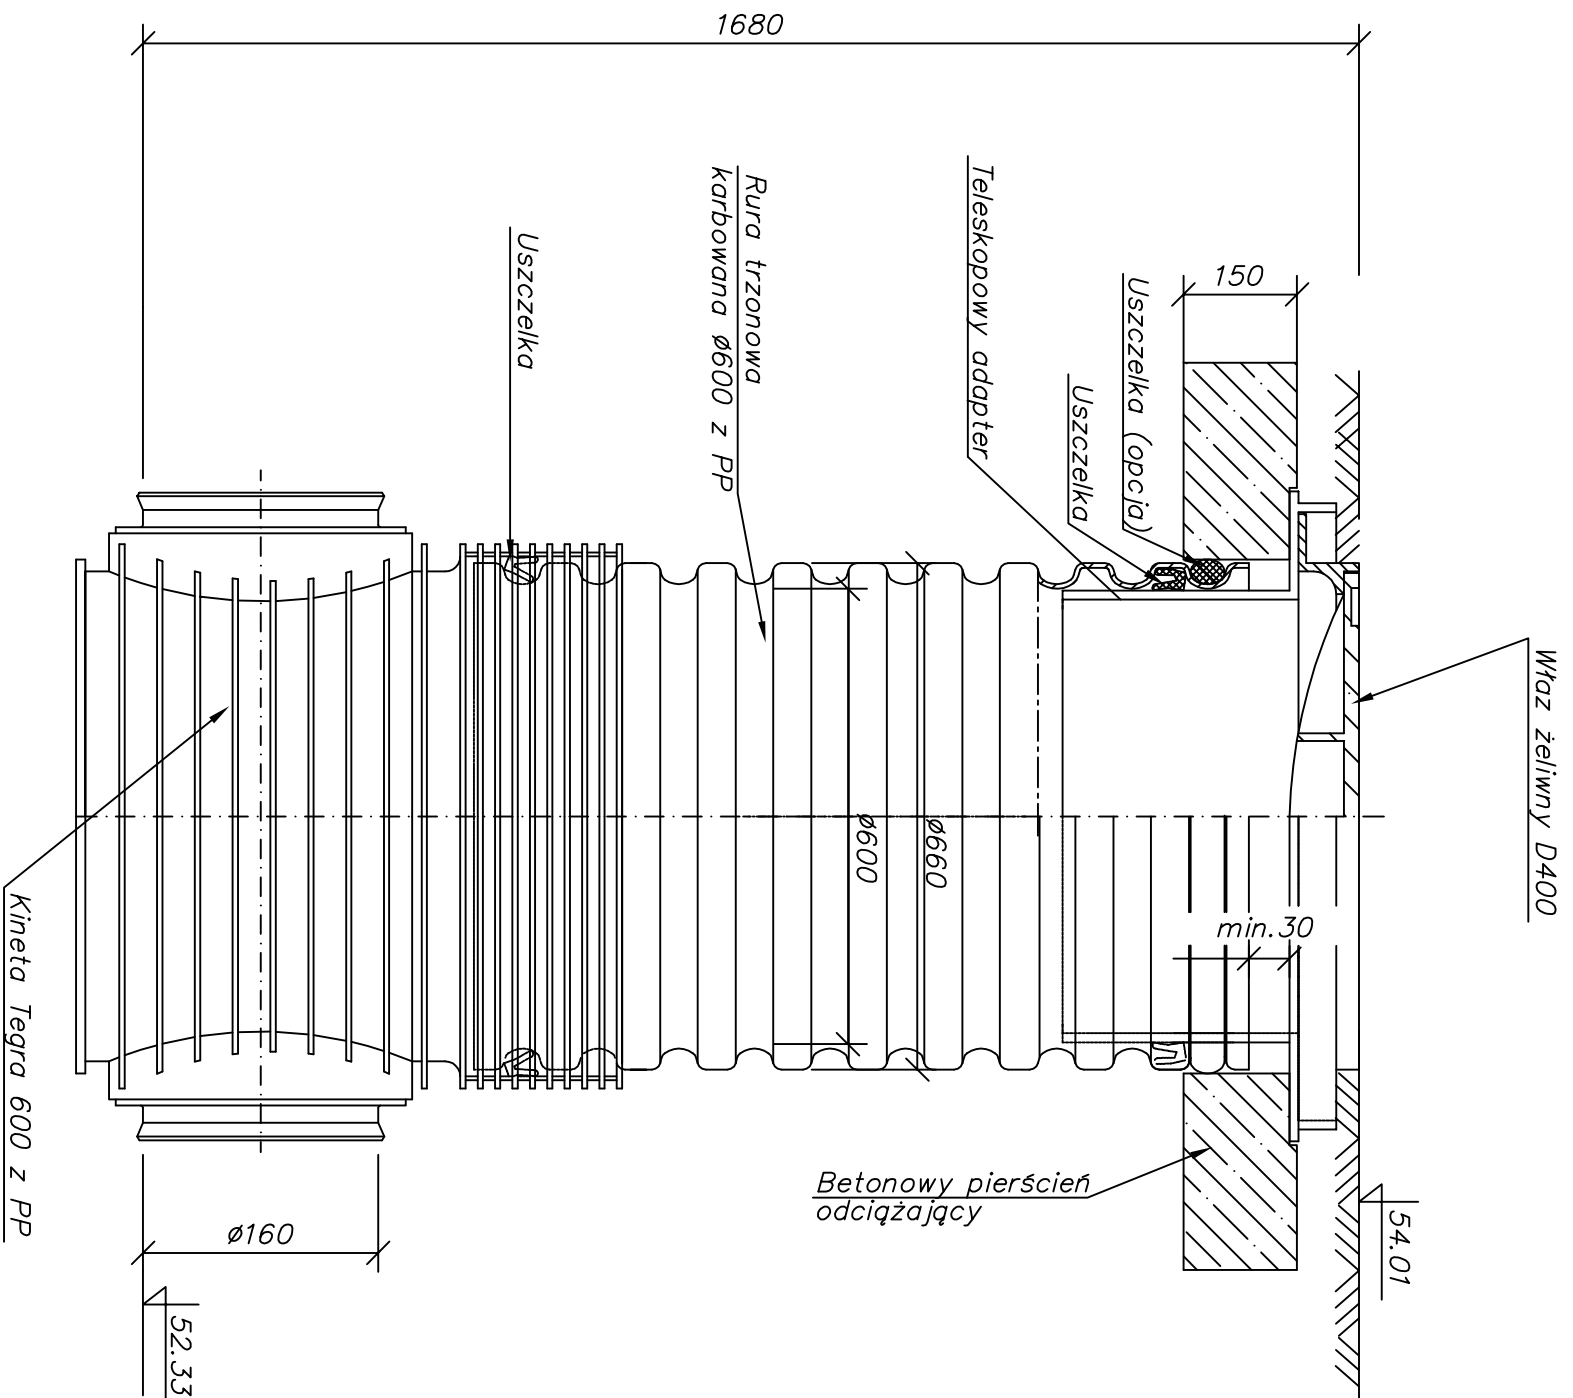 1680
150
Właz żeliwny D400
Uszczelka (opcja)
Uszczelka
Teleskopowy adapter
Rura trzonowa
karbowana ø600 z PP
Uszczelka
ø600
ø660
min.30
Betonowy pierścień
odciążający
54.01
Kineta Tegra 600 z PP
ø160
52.33